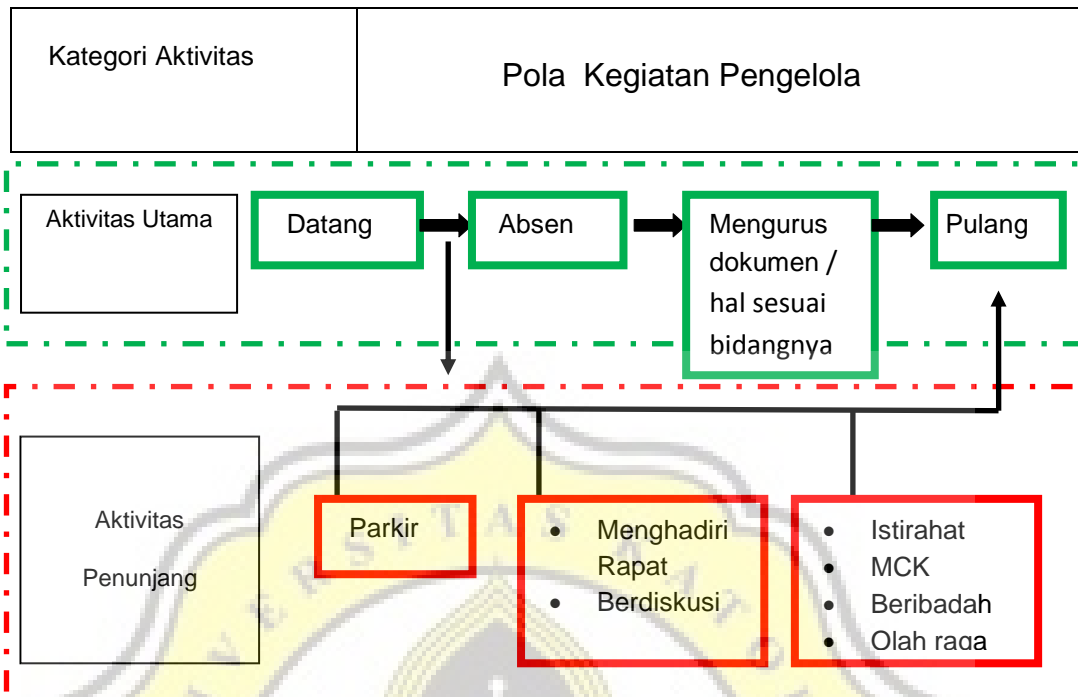 Kategori Aktivitas
Pola Kegiatan Pengelola
Aktivitas Utama
Datang
Absen
Mengurus
dokumen /
hal sesuai
bidangnya
Pulang
Aktivitas
Penunjang
Parkir
• Menghadiri
Rapat
• Berdiskusi
• Istirahat
• MCK
• Beribadah
• Olah raga